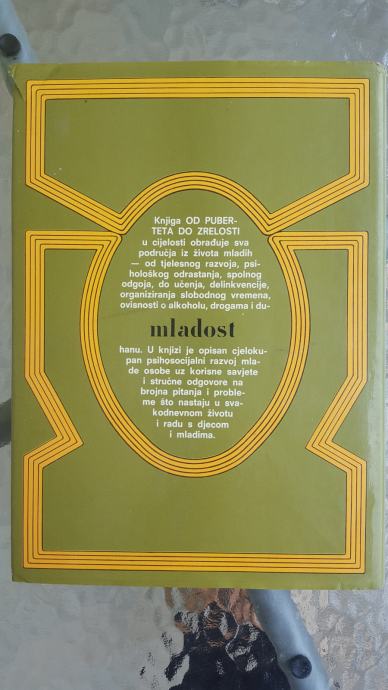 Knjiga OD PUBER-
TETA DO ZRELOSTI
u cijelosti obrađuje sva
područja iz života mladih
— od tjelesnog razvoja, psi-
hološkog odrastanja, spolnog
odgoja, do učenja, delinkvencije,
organiziranja slobodnog vremena,
ovisnosti o alkoholu, drogama i du-
mladost
hanu. U knjizi je opisan cjeloku-
pan psihosocijalni razvoj mla-
de osobe uz korisne savjete
i stručne odgovore na
brojna pitanja i proble-
me što nastaju u sva-
kodnevnom životu
i radu s djecom
i mladima.